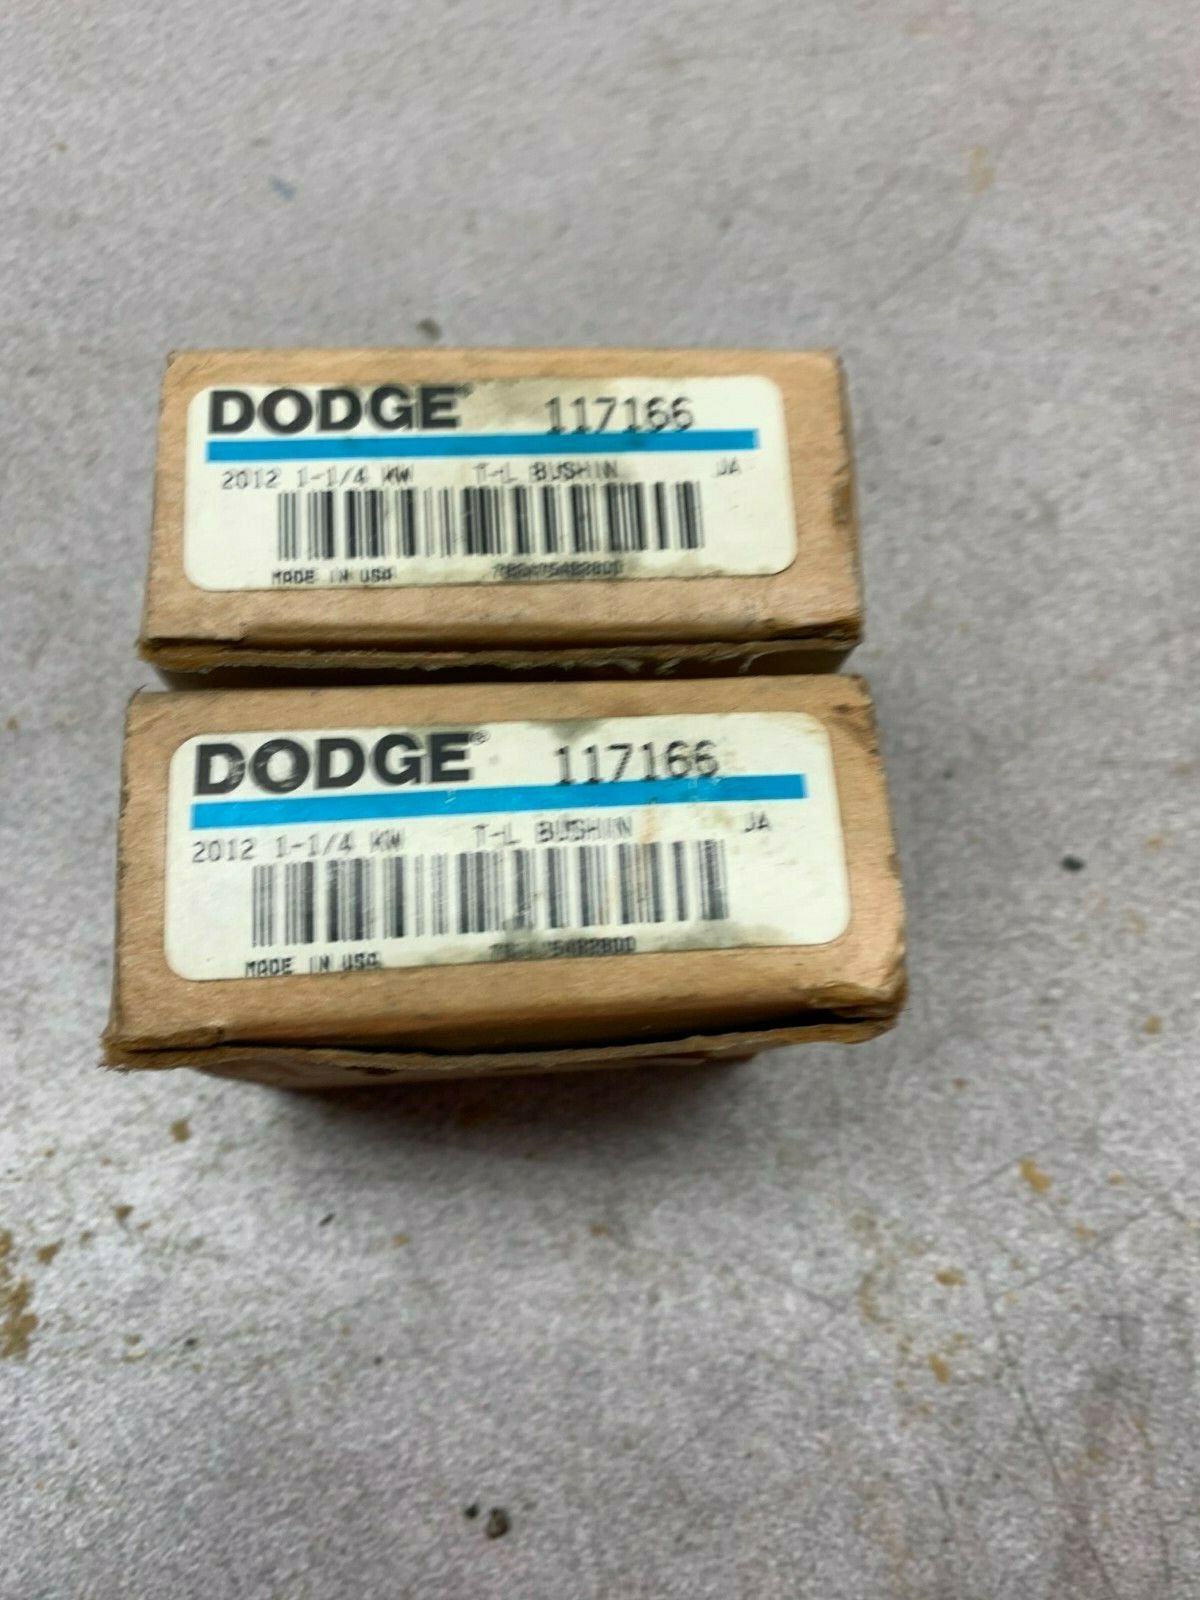 DODGE® 117166
2012 1-1/4 KW T-L BUSHIN JA
MADE IN USA
DODGE® 117166
2012 1-1/4 KW T-L BUSHIN JA
MADE IN USA